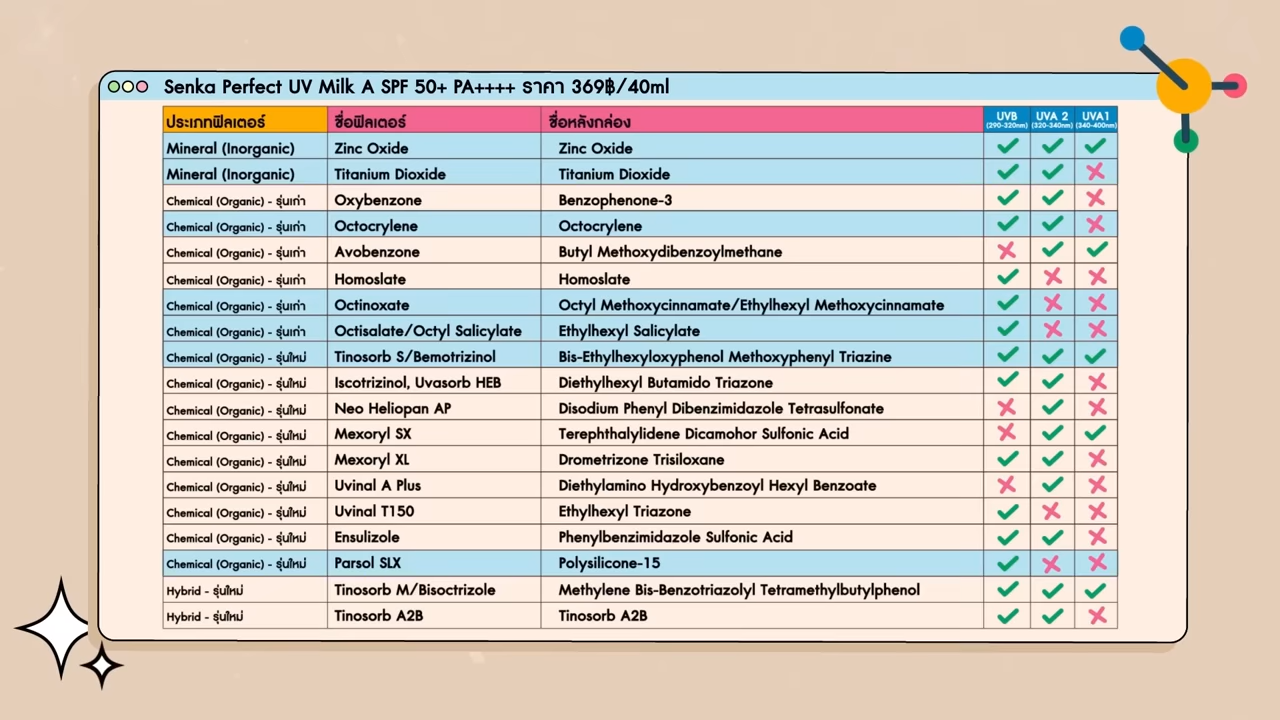 Senka Perfect UV Milk A SPF 50+ PA++++ ราคา 369฿/40ml
ประเภทฟิลเตอร์ ชื่อฟิลเตอร์ ชื่อหลังกล่อง UVB (290-320nm) UVA 2 (320-340nm) UVA1 (340-400nm)
Mineral (Inorganic) Zinc Oxide Zinc Oxide
Mineral (Inorganic) Titanium Dioxide Titanium Dioxide
Chemical (Organic) - รุ่นเก่า Oxybenzone Benzophenone-3
Chemical (Organic) - รุ่นเก่า Octocrylene Octocrylene
Chemical (Organic) - รุ่นเก่า Avobenzone Butyl Methoxydibenzoylmethane
Chemical (Organic) - รุ่นเก่า Homoslate Homoslate
Chemical (Organic) - รุ่นเก่า Octinoxate Octyl Methoxycinnamate/Ethylhexyl Methoxycinnamate
Chemical (Organic) - รุ่นเก่า Octisalate/Octyl Salicylate Ethylhexyl Salicylate
Chemical (Organic) - รุ่นใหม่ Tinosorb S/Bemotrizinol Bis-Ethylhexyloxyphenol Methoxyphenyl Triazine
Chemical (Organic) - รุ่นใหม่ Iscotrizinol, Uvasorb HEB Diethylhexyl Butamido Triazone
Chemical (Organic) - รุ่นใหม่ Neo Heliopan AP Disodium Phenyl Dibenzimidazole Tetrasulfonate
Chemical (Organic) - รุ่นใหม่ Mexoryl SX Terephthalylidene Dicamohor Sulfonic Acid
Chemical (Organic) - รุ่นใหม่ Mexoryl XL Drometrizone Trisiloxane
Chemical (Organic) - รุ่นใหม่ Uvinal A Plus Diethylamino Hydroxybenzoyl Hexyl Benzoate
Chemical (Organic) - รุ่นใหม่ Uvinal T150 Ethylhexyl Triazone
Chemical (Organic) - รุ่นใหม่ Ensulizole Phenylbenzimidazole Sulfonic Acid
Chemical (Organic) - รุ่นใหม่ Parsol SLX Polysilicone-15
Hybrid - รุ่นใหม่ Tinosorb M/Bisoctrizole Methylene Bis-Benzotriazolyl Tetramethylbutylphenol
Hybrid - รุ่นใหม่ Tinosorb A2B Tinosorb A2B